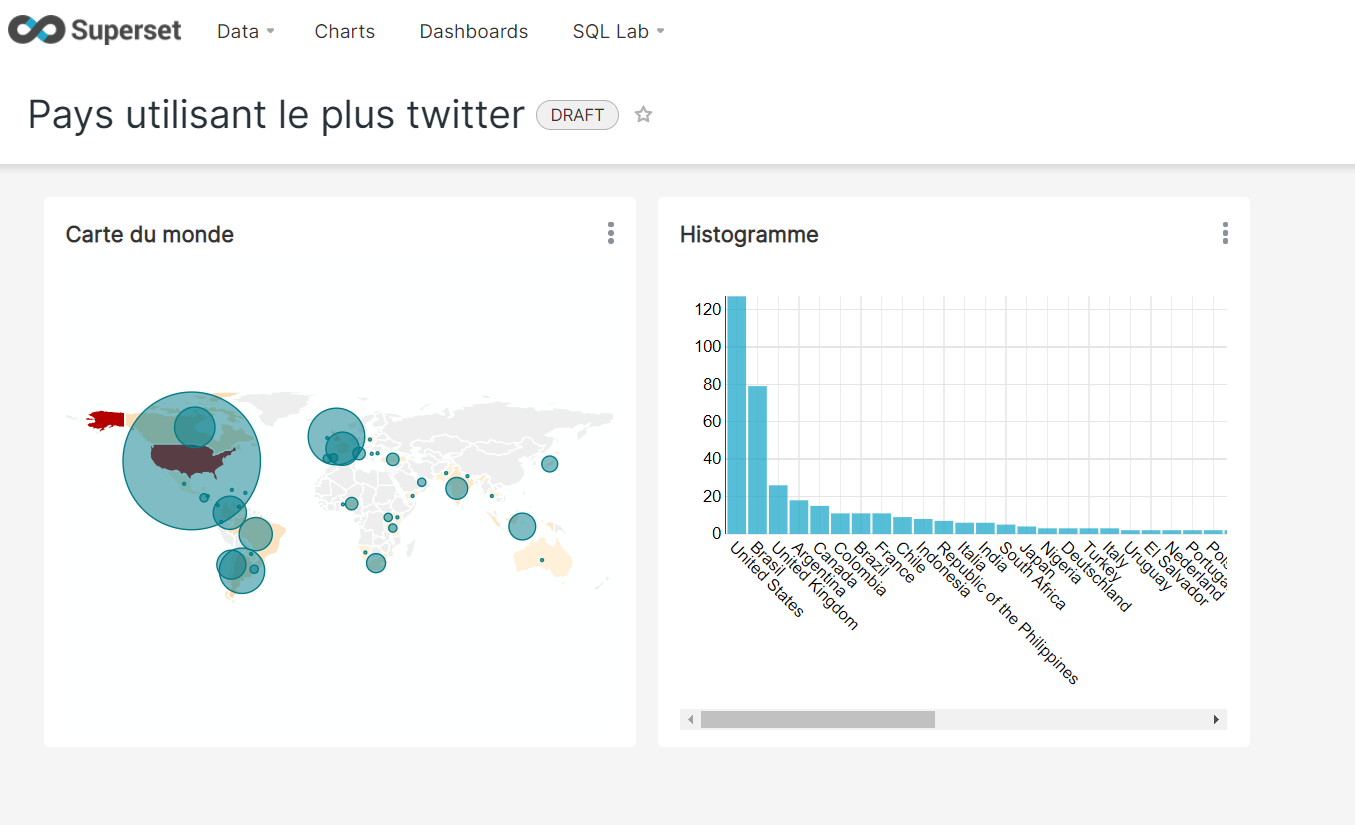 Superset Data Charts Dashboards SQL Lab
Pays utilisant le plus twitter DRAFT
Carte du monde
Histogramme
120
100
80
60
40
20
0
United States
Brasil
United Kingdom
Argentina
Canada
Colombia
Brazil
France
Chile
Indonesia
Republic of the Philippines
Italia
India
South Africa
Japan
Nigeria
Deutschland
Turkey
Italy
Uruguay
El Salvador
Nederland